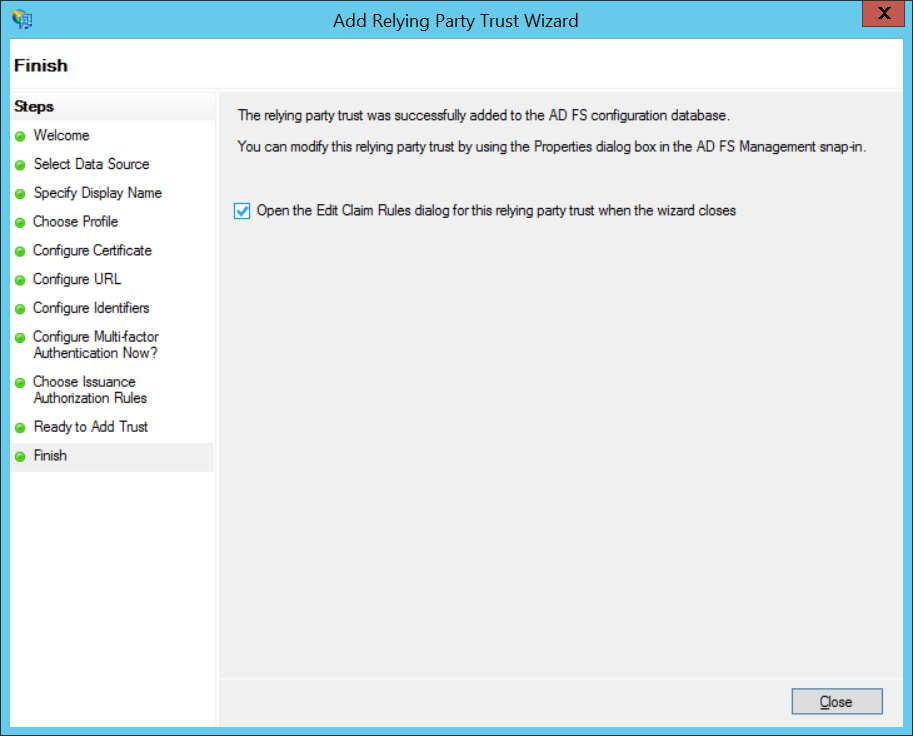 Add Relying Party Trust Wizard
X
Finish
Steps
Welcome
Select Data Source
Specify Display Name
Choose Profile
Configure Certificate
Configure URL
Configure Identifiers
Configure Multi-factor
Authentication Now?
Choose Issuance
Authorization Rules
Ready to Add Trust
Finish
The relying party trust was successfully added to the AD FS configuration database.
You can modify this relying party trust by using the Properties dialog box in the AD FS Management snap-in.
Open the Edit Claim Rules dialog for this relying party trust when the wizard closes
Close